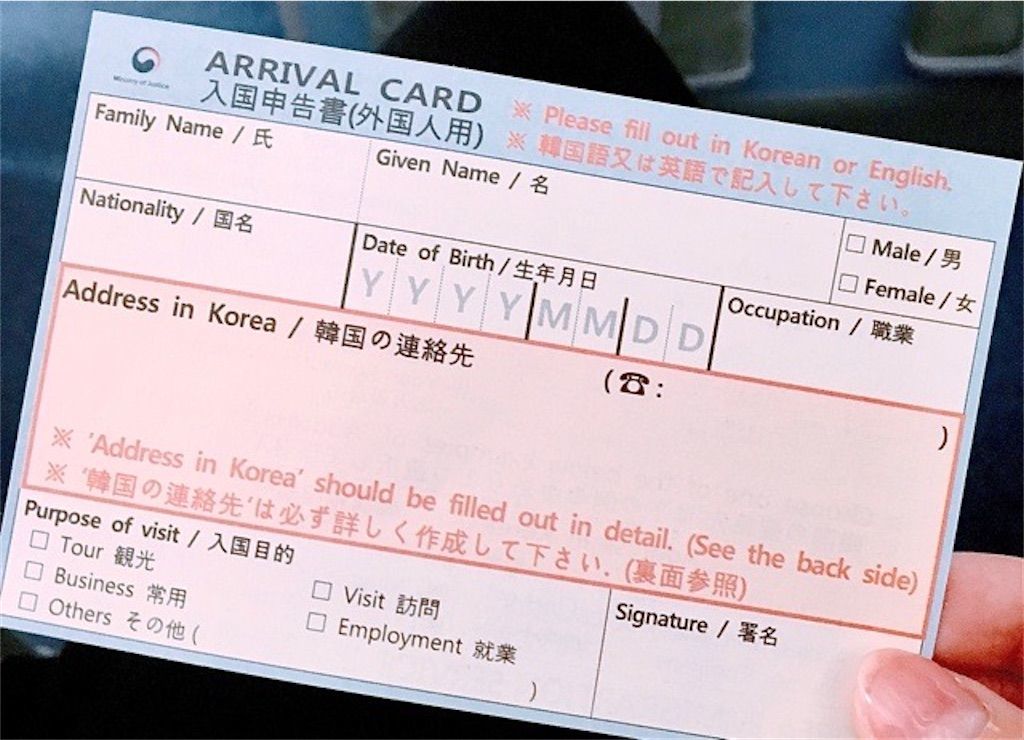 Ministry of Justice
ARRIVAL CARD
入国申告書(外国人用)
※ Please fill out in Korean or English.
※ 韓国語又は英語で記入して下さい。
Family Name / 氏
Given Name / 名
□ Male / 男
□ Female / 女
Nationality / 国名
Date of Birth / 生年月日
Y Y Y Y M M D D
Occupation / 職業
Address in Korea / 韓国の連絡先
(☎: )
※ 'Address in Korea' should be filled out in detail. (See the back side)
※ '韓国の連絡先'は必ず詳しく作成して下さい. (裏面参照)
Purpose of visit / 入国目的
□ Tour 観光
□ Visit 訪問
□ Business 常用
□ Employment 就業
□ Others その他 ( )
Signature / 署名